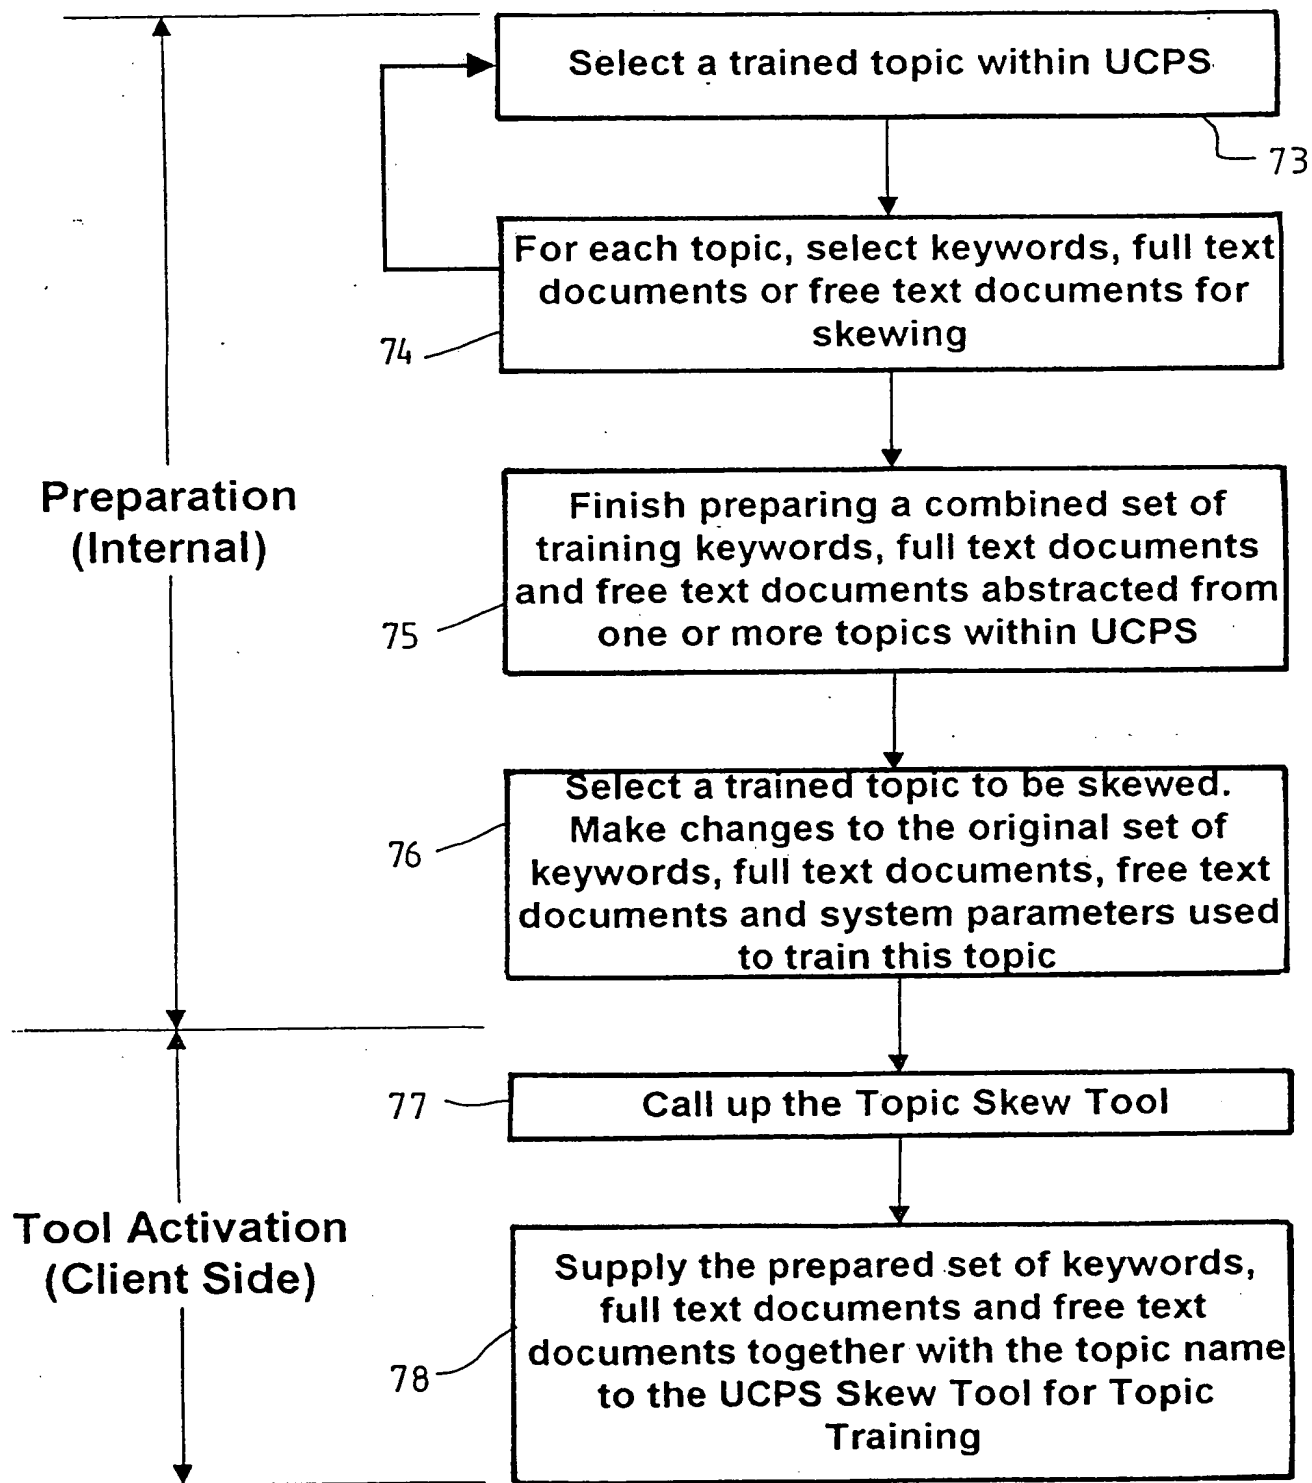 Select a trained topic within UCPS
73
For each topic, select keywords, full text
documents or free text documents for
skewing
74
Preparation
(Internal)
Finish preparing a combined set of
training keywords, full text documents
and free text documents abstracted from
one or more topics within UCPS
75
Select a trained topic to be skewed.
Make changes to the original set of
keywords, full text documents, free text
documents and system parameters used
to train this topic
76
Call up the Topic Skew Tool
77
Tool Activation
(Client Side)
Supply the prepared set of keywords,
full text documents and free text
documents together with the topic name
to the UCPS Skew Tool for Topic
Training
78